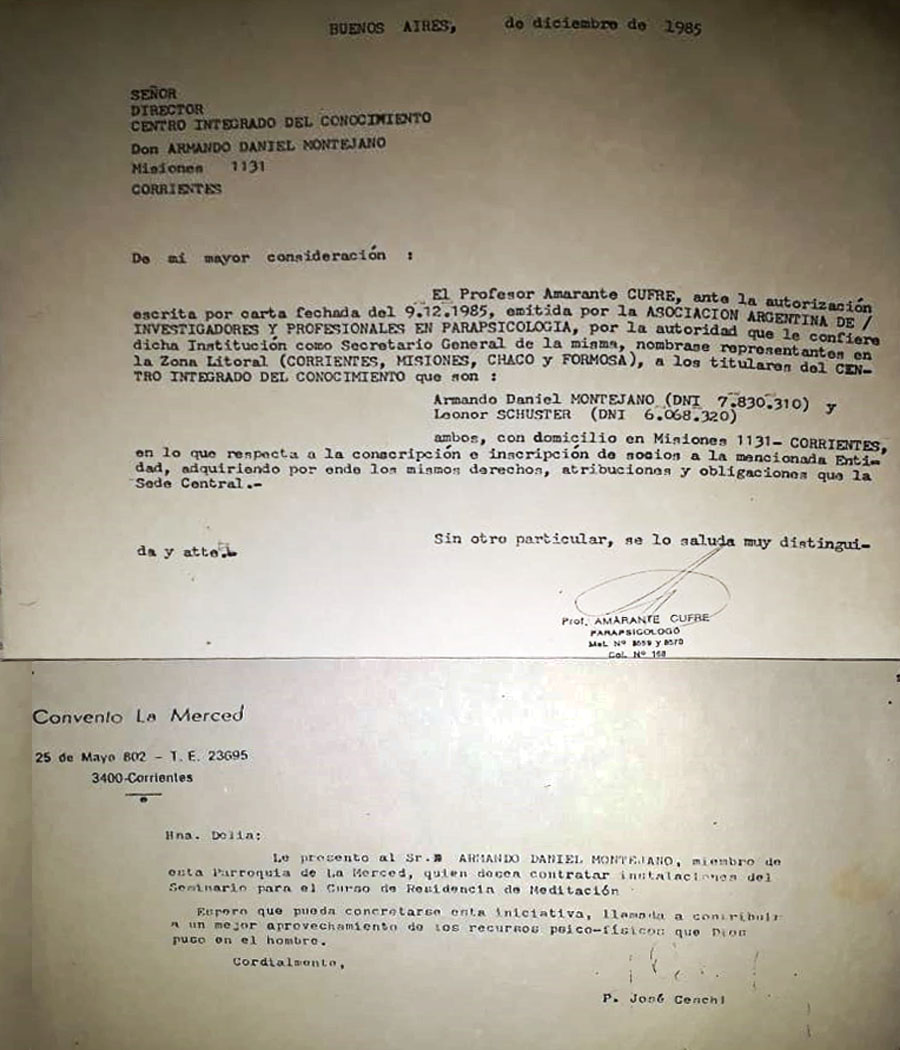 BUENOS AIRES, de diciembre de 1985
SEÑOR
DIRECTOR
CENTRO INTEGRADO DEL CONOCIMIENTO
Don ARMANDO DANIEL MONTEJANO
Misiones 1131
CORRIENTES
De mi mayor consideración :
El Profesor Amarante CUFRE, ante la autorización
escrita por carta fechada del 9.12.1985, emitida por la ASOCIACION ARGENTINA DE /
INVESTIGADORES Y PROFESIONALES EN PARAPSICOLOGIA, por la autoridad que le confiere
dicha Institución como Secretario General de la misma, nombrase representantes en
la Zona Litoral (CORRIENTES, MISIONES, CHACO y FORMOSA), a los titulares del CEN-
TRO INTEGRADO DEL CONOCIMIENTO que son :
Armando Daniel MONTEJANO (DNI 7.830.310) y
Leonor SCHUSTER (DNI 6.068.320)
ambos, con domicilio en Misiones 1131- CORRIENTES,
en lo que respecta a la conscripción e inscripción de socios a la mencionada Enti-
dad, adquiriendo por ende los mismos derechos, atribuciones y obligaciones que la
Sede Central.-
Sin otro particular, se lo saluda muy distingui-
da y atte.
Prof. AMARANTE CUFRE
PARAPSICOLOGO
Mat. Nº 8569 y 8570
Col. Nº 168
Convento La Merced
25 de Mayo 802 - T. E. 23695
3400-Corrientes
Hna. Delia:
Le presento al Sr. ARMANDO DANIEL MONTEJANO, miembro de
esta Parroquia de La Merced, quien desea contratar instalaciones del
Seminario para el Curso de Residencia de Meditación
Espero que pueda concretarse esta iniciativa, llamada a contribuir
a un mejor aprovechamiento de los recursos psico-físicos que Dios
puso en el hombre.
Cordialmente,
P. José Ceschi